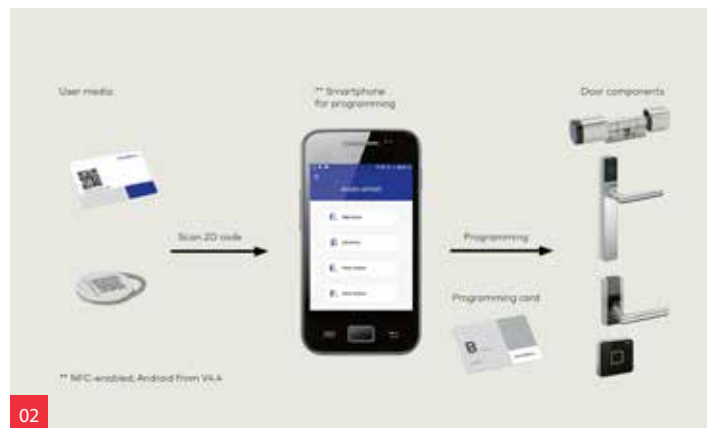 User media
** Smartphone
for programming
Door components
Scan 2D code
Programming
Programming card
B
** NFC-enabled; Android from V4.4
02